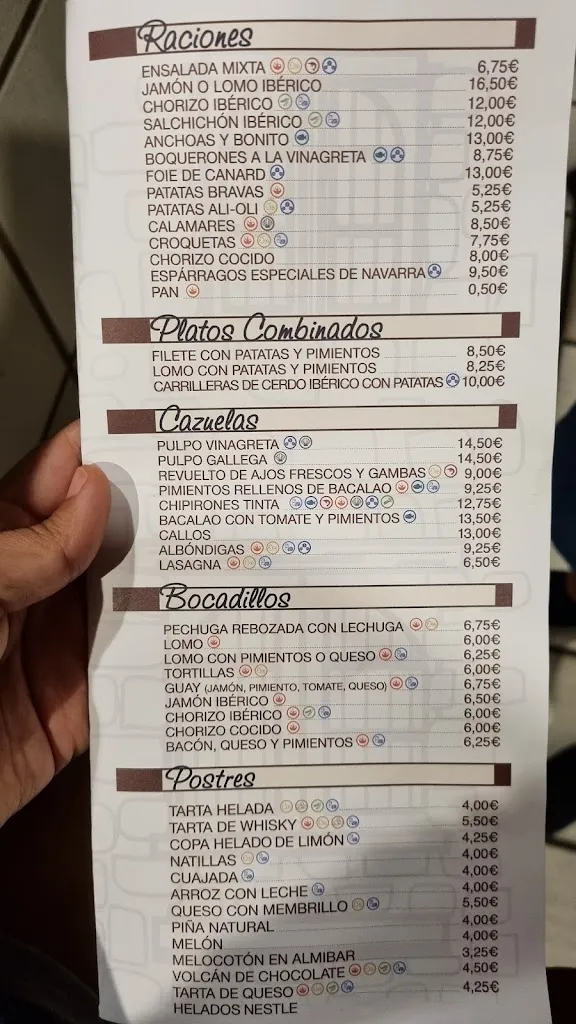 Raciones
ENSALADA MIXTA 6,75€
JAMÓN O LOMO IBÉRICO 16,50€
CHORIZO IBÉRICO 12,00€
SALCHICHÓN IBÉRICO 12,00€
ANCHOAS Y BONITO 13,00€
BOQUERONES A LA VINAGRETA 8,75€
FOIE DE CANARD 13,00€
PATATAS BRAVAS 5,25€
PATATAS ALI-OLI 5,25€
CALAMARES 8,50€
CROQUETAS 7,75€
CHORIZO COCIDO 8,00€
ESPÁRRAGOS ESPECIALES DE NAVARRA 9,50€
PAN 0,50€
Platos Combinados
FILETE CON PATATAS Y PIMIENTOS 8,50€
LOMO CON PATATAS Y PIMIENTOS 8,25€
CARRILLERAS DE CERDO IBÉRICO CON PATATAS 10,00€
Cazuelas
PULPO VINAGRETA 14,50€
PULPO GALLEGA 14,50€
REVUELTO DE AJOS FRESCOS Y GAMBAS 9,00€
PIMIENTOS RELLENOS DE BACALAO 9,25€
CHIPIRONES TINTA 12,75€
BACALAO CON TOMATE Y PIMIENTOS 13,50€
CALLOS 13,00€
ALBÓNDIGAS 9,25€
LASAGNA 6,50€
Bocadillos
PECHUGA REBOZADA CON LECHUGA 6,75€
LOMO 6,00€
LOMO CON PIMIENTOS O QUESO 6,25€
TORTILLAS 6,00€
GUAY (JAMÓN, PIMIENTO, TOMATE, QUESO) 6,75€
JAMÓN IBÉRICO 6,50€
CHORIZO IBÉRICO 6,00€
CHORIZO COCIDO 6,00€
BACÓN, QUESO Y PIMIENTOS 6,25€
Postres
TARTA HELADA 4,00€
TARTA DE WHISKY 5,50€
COPA HELADO DE LIMÓN 4,25€
NATILLAS 4,00€
CUAJADA 4,00€
ARROZ CON LECHE 4,00€
QUESO CON MEMBRILLO 5,50€
PIÑA NATURAL 4,00€
MELÓN 4,00€
MELOCOTÓN EN ALMIBAR 3,25€
VOLCÁN DE CHOCOLATE 4,50€
TARTA DE QUESO 4,25€
HELADOS NESTLE